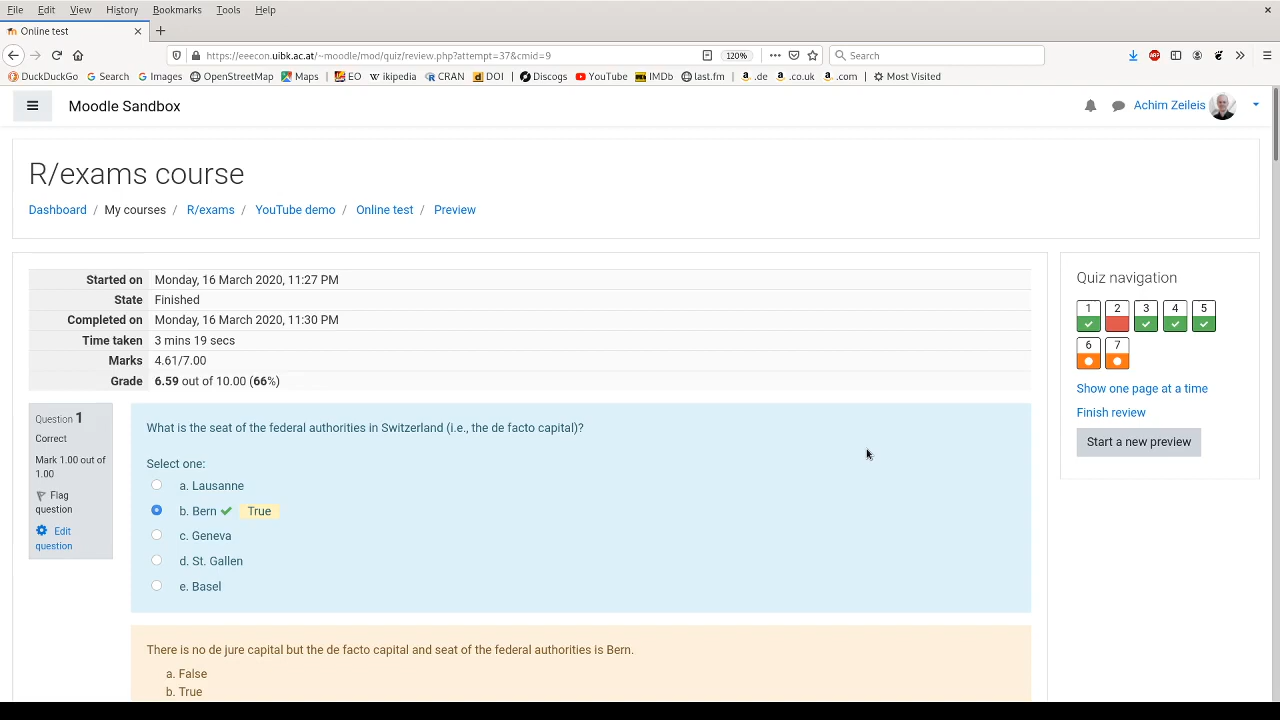 File Edit View History Bookmarks Tools Help
Online test
https://eeecon.uibk.ac.at/~moodle/mod/quiz/review.php?attempt=37&cmid=9 120% Search
DuckDuckGo Search Images OpenStreetMap Maps EO Wikipedia CRAN DOI Discogs YouTube IMDb last.fm .de .co.uk .com Most Visited
Moodle Sandbox Achim Zeileis
R/exams course
Dashboard / My courses / R/exams / YouTube demo / Online test / Preview
Started on Monday, 16 March 2020, 11:27 PM
State Finished
Completed on Monday, 16 March 2020, 11:30 PM
Time taken 3 mins 19 secs
Marks 4.61/7.00
Grade 6.59 out of 10.00 (66%)
Quiz navigation
1 2 3 4 5
6 7
Show one page at a time
Finish review
Start a new preview
Question 1
Correct
Mark 1.00 out of
1.00
Flag
question
Edit
question
What is the seat of the federal authorities in Switzerland (i.e., the de facto capital)?
Select one:
a. Lausanne
b. Bern True
c. Geneva
d. St. Gallen
e. Basel
There is no de jure capital but the de facto capital and seat of the federal authorities is Bern.
a. False
b. True